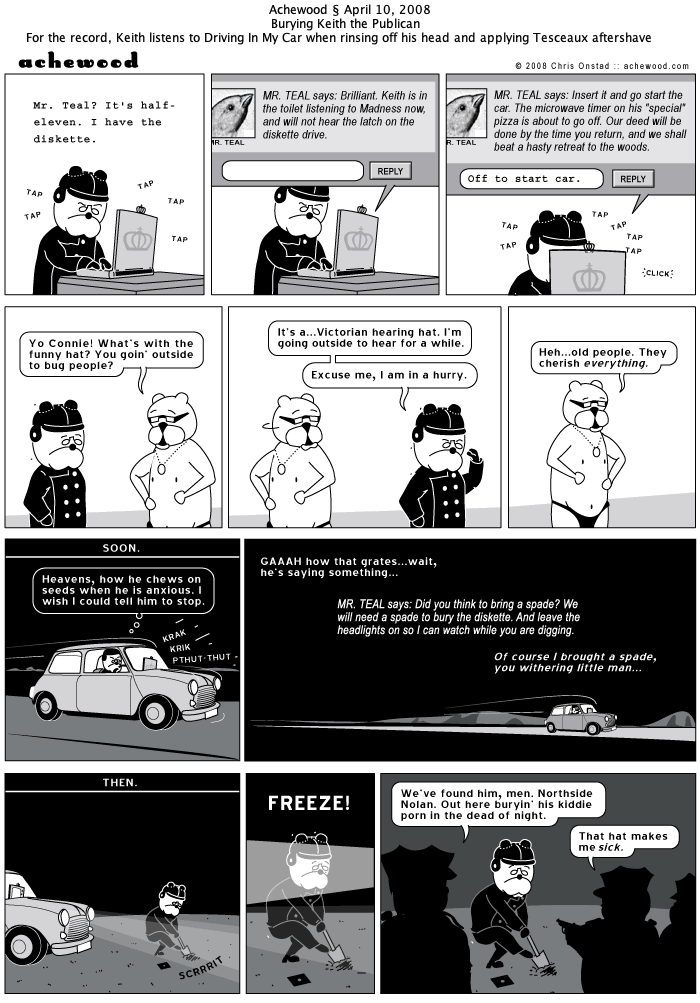 Achewood § April 10, 2008
Burying Keith the Publican
For the record, Keith listens to Driving In My Car when rinsing off his head and applying Tesceaux aftershave
achewood
© 2008 Chris Onstad :: achewood.com
Mr. Teal? It's half-
eleven. I have the
diskette.
TAP
TAP
TAP
TAP
TAP
MR. TEAL says: Brilliant. Keith is in
the toilet listening to Madness now,
and will not hear the latch on the
diskette drive.
MR. TEAL
REPLY
MR. TEAL says: Insert it and go start the
car. The microwave timer on his "special"
pizza is about to go off. Our deed will be
done by the time you return, and we shall
beat a hasty retreat to the woods.
R. TEAL
Off to start car.
REPLY
TAP
TAP
TAP
TAP
TAP
CLICK
Yo Connie! What's with the
funny hat? You goin' outside
to bug people?
It's a...Victorian hearing hat. I'm
going outside to hear for a while.
Excuse me, I am in a hurry.
Heh...old people. They
cherish everything.
SOON.
Heavens, how he chews on
seeds when he is anxious. I
wish I could tell him to stop.
KRAK
KRIK
PTHUT-THUT -
GAAAH how that grates...wait,
he's saying something...
MR. TEAL says: Did you think to bring a spade? We
will need a spade to bury the diskette. And leave the
headlights on so I can watch while you are digging.
Of course I brought a spade,
you withering little man...
THEN.
SCRRRIT
FREEZE!
We've found him, men. Northside
Nolan. Out here buryin' his kiddie
porn in the dead of night.
That hat makes
me sick.